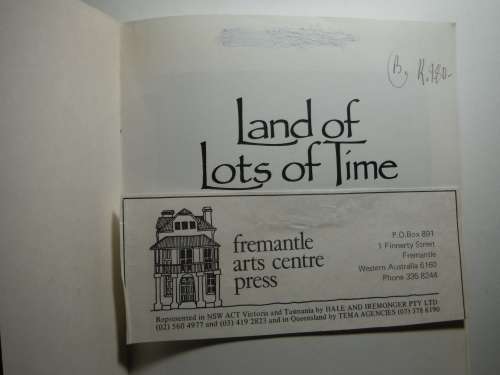 Land of
Lots of Time
fremantle
arts centre
press
P.O.Box 891
1 Finnerty Street
Fremantle
Western Australia 6160
Phone 335 8244
Represented in NSW ACT Victoria and Tasmania by HALE AND IREMONGER PTY LTD
(02) 560 4977 and (03) 419 2823 and in Queensland by TEMA AGENCIES (07) 378 6190